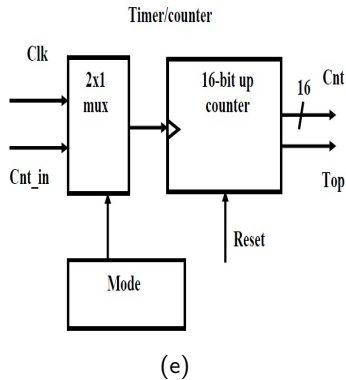 Timer/counter
Clk
2x1
mux
16-bit up
counter
16
Cnt
Cnt_in
Top
Reset
Mode
(e)